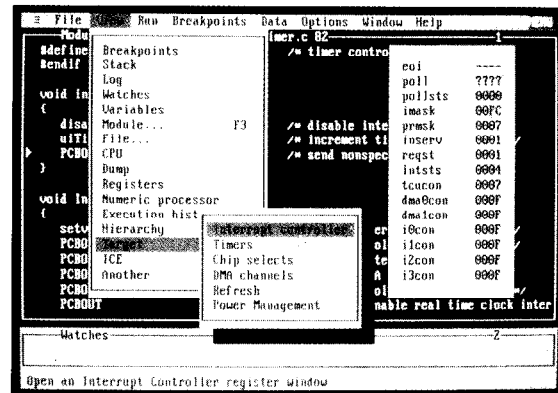 ≡ File View Run Breakpoints Data Options Window Help
Modu
imer.c 82
1
#define
#endif
void in
{
disa
uiTi
PCBO
}
void In
{
setv
PCBO
PCBO
PCBO
PCBO
PCBOUT
Breakpoints
Stack
Log
Watches
Variables
Module... F3
File...
CPU
Dump
Registers
Numeric processor
Execution hist
Hierarchy
Target
ICE
Another
Interrupt controller
Timers
Chip selects
DMA channels
Refresh
Power Management
/* timer contro
/* disable inte
/* increment ti
/* send nonspec
nable real time clock inter
eoi ----
poll ????
pollsts 0000
imask 00FC
prmsk 0007
inserv 0001
reqst 0001
intsts 0004
tcucon 0007
dma0con 000F
dma1con 000F
i0con 000F
i1con 000F
i2con 000F
i3con 000F
Watches
2
Open an Interrupt Controller register window